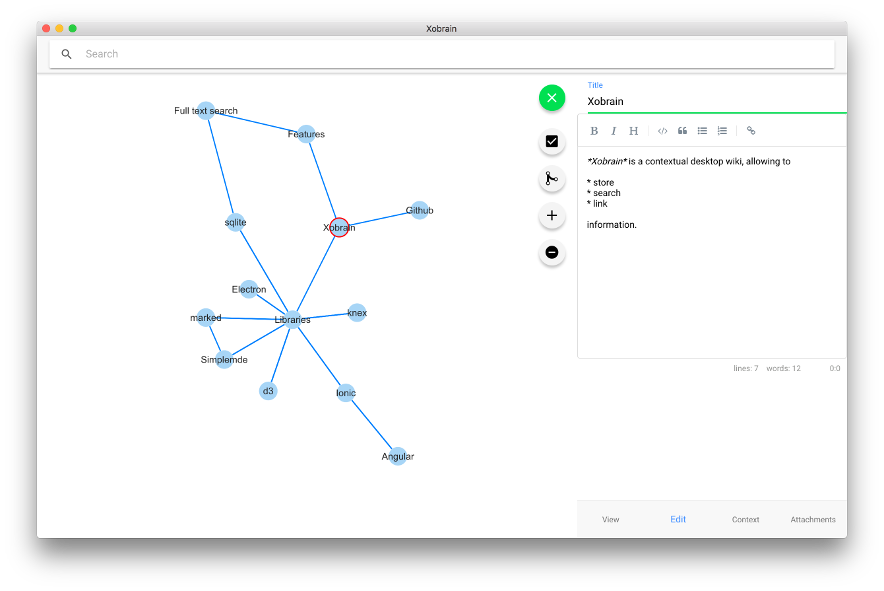 Xobrain
Search
Full text search
Features
Github
sqlite
Xobrain
Electron
marked
Libraries
knex
Simplemde
d3
Ionic
Angular
Title
Xobrain
B I H
*Xobrain* is a contextual desktop wiki, allowing to
* store
* search
* link
information.
lines: 7 words: 12 0:0
View Edit Context Attachments